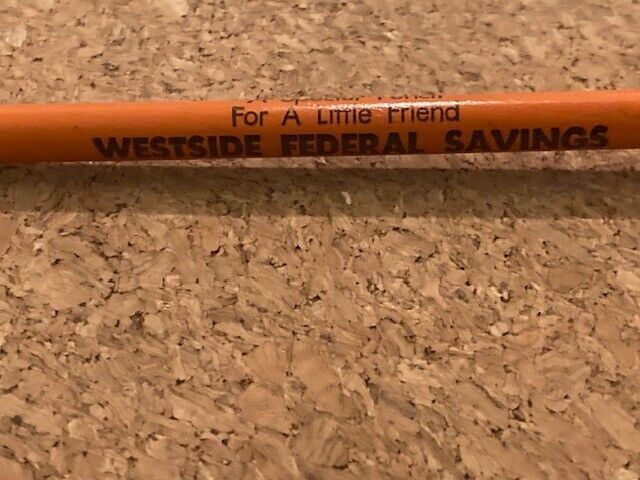 For A Little Friend
WESTSIDE FEDERAL SAVINGS